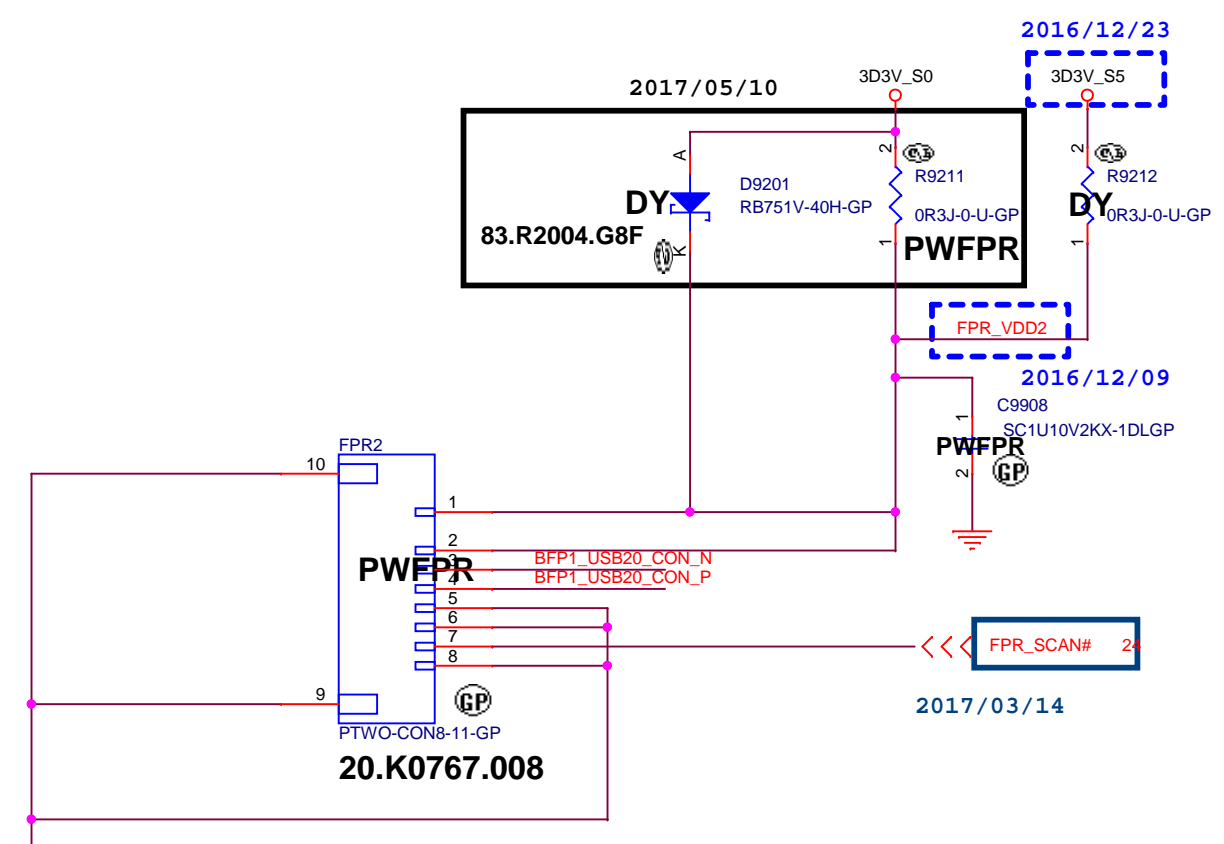 2016/12/23
3D3V_S0
3D3V_S5
2017/05/10
A
2
2
D9201
RB751V-40H-GP
R9211
R9212
DY
0R3J-0-U-GP
DY
0R3J-0-U-GP
83.R2004.G8F
K
1
PWFPR
1
FPR_VDD2
2016/12/09
C9908
1
SC1U10V2KX-1DLGP
PWFPR
2
GP
FPR2
10
1
2
PWFPR
3
BFP1_USB20_CON_N
4
BFP1_USB20_CON_P
5
6
7
FPR_SCAN# 24
8
9
GP
2017/03/14
PTWO-CON8-11-GP
20.K0767.008